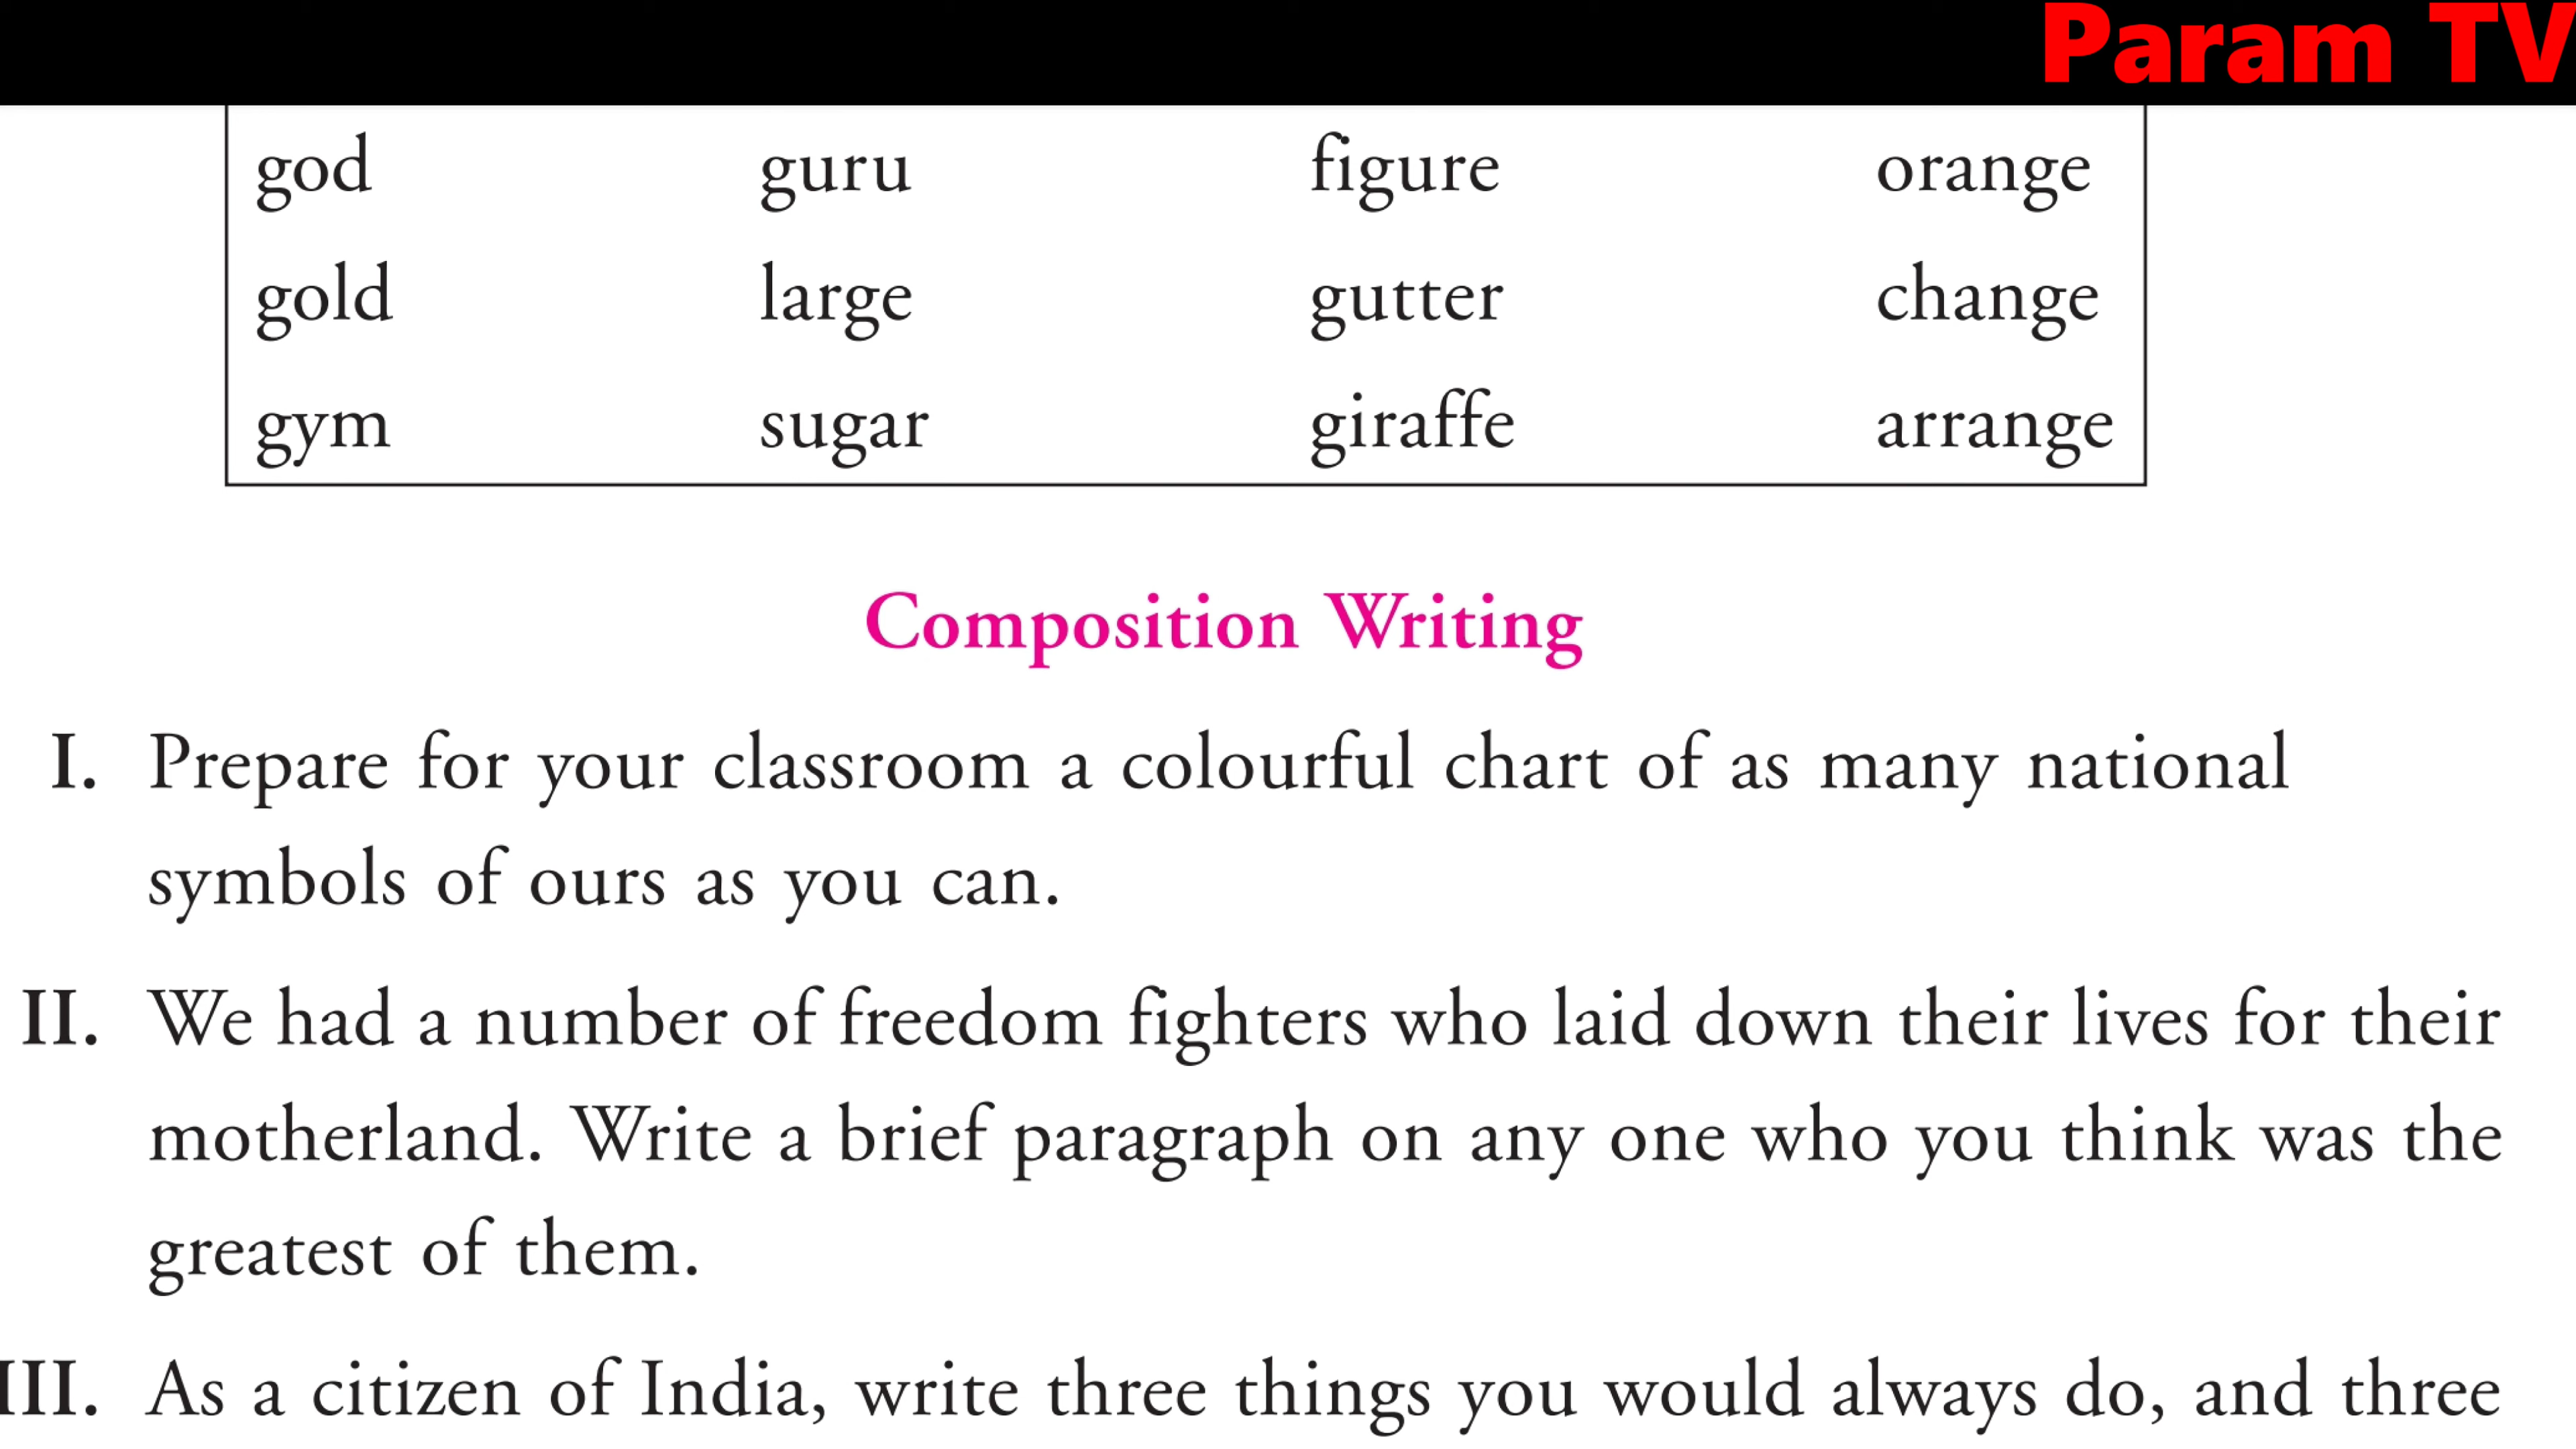 Param TV
god guru figure orange
gold large gutter change
gym sugar giraffe arrange
Composition Writing
I. Prepare for your classroom a colourful chart of as many national
symbols of ours as you can.
II. We had a number of freedom fighters who laid down their lives for their
motherland. Write a brief paragraph on any one who you think was the
greatest of them.
III. As a citizen of India, write three things you would always do, and three